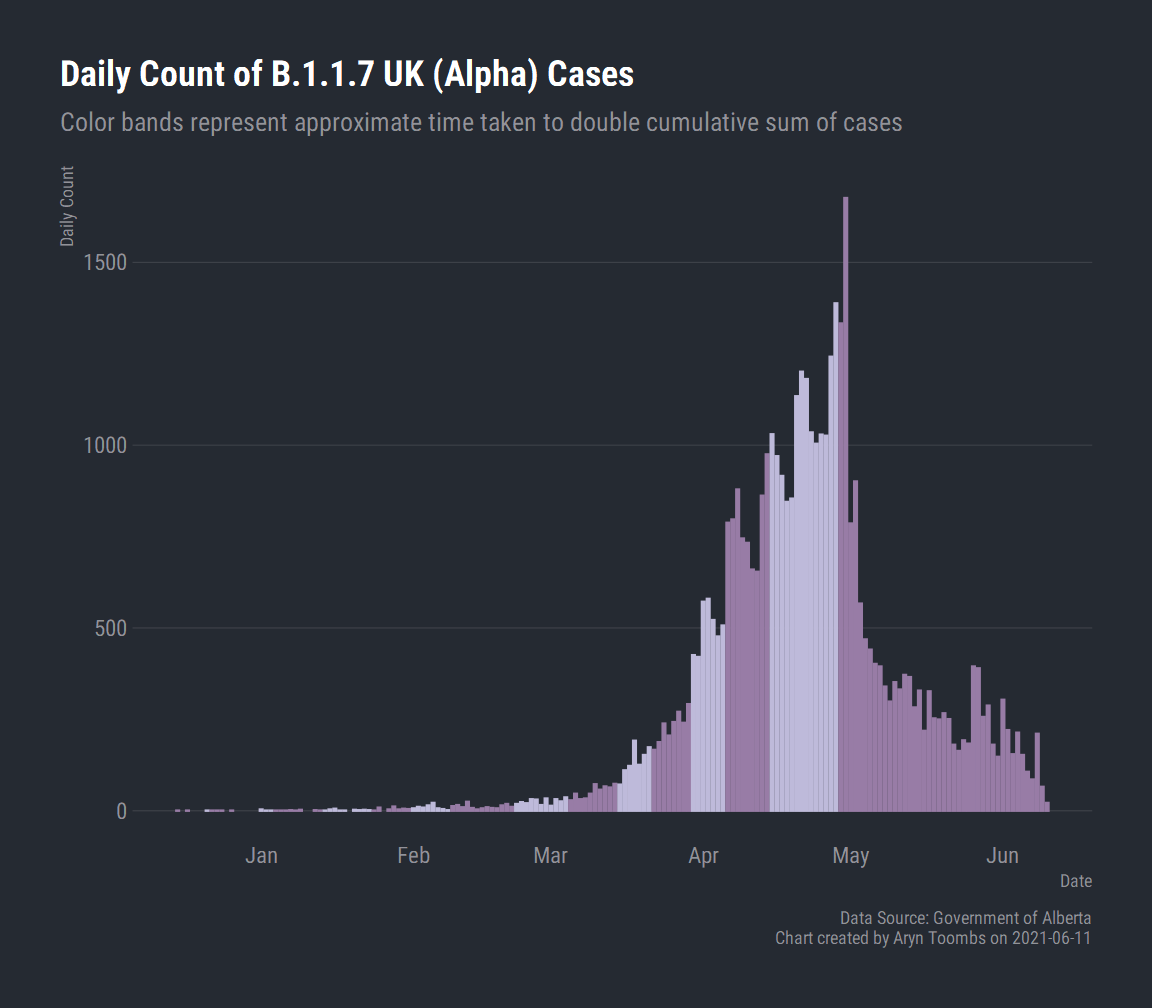 Daily Count of B.1.1.7 UK (Alpha) Cases
Color bands represent approximate time taken to double cumulative sum of cases
Daily Count
1500
1000
500
0
Jan Feb Mar Apr May Jun
Date
Data Source: Government of Alberta
Chart created by Aryn Toombs on 2021-06-11